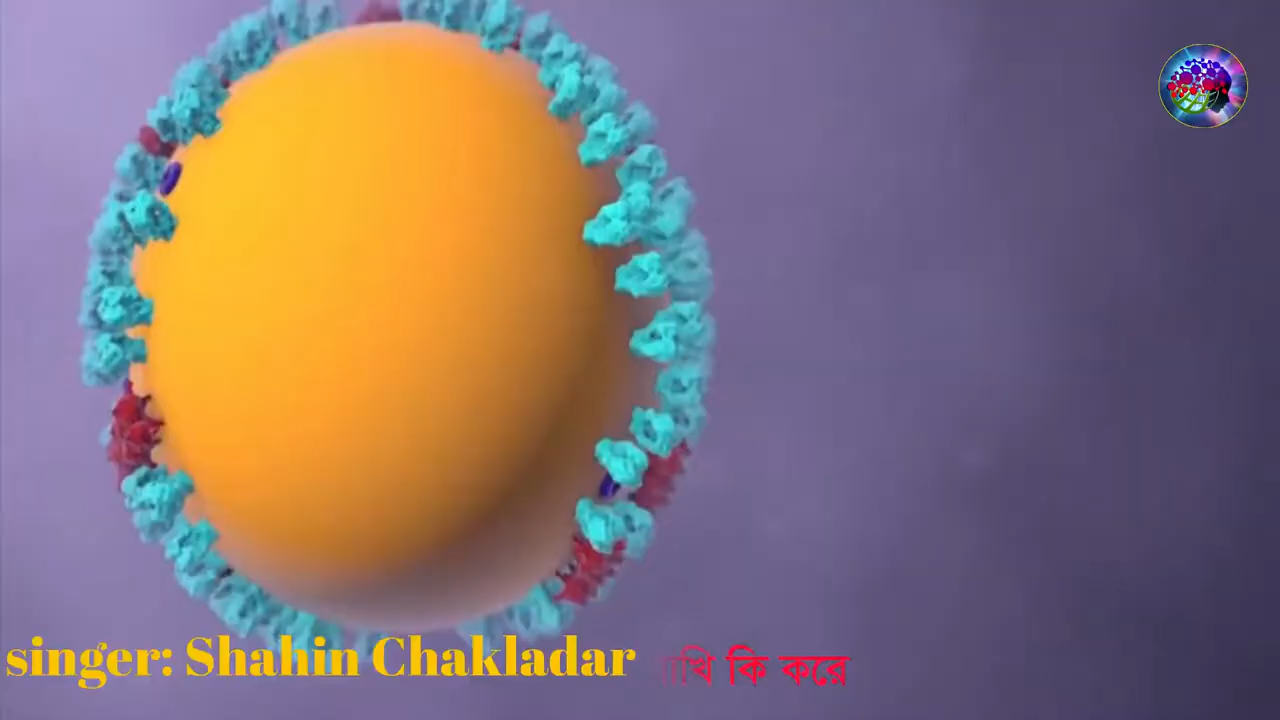 singer: Shahin Chakladar
কি করে